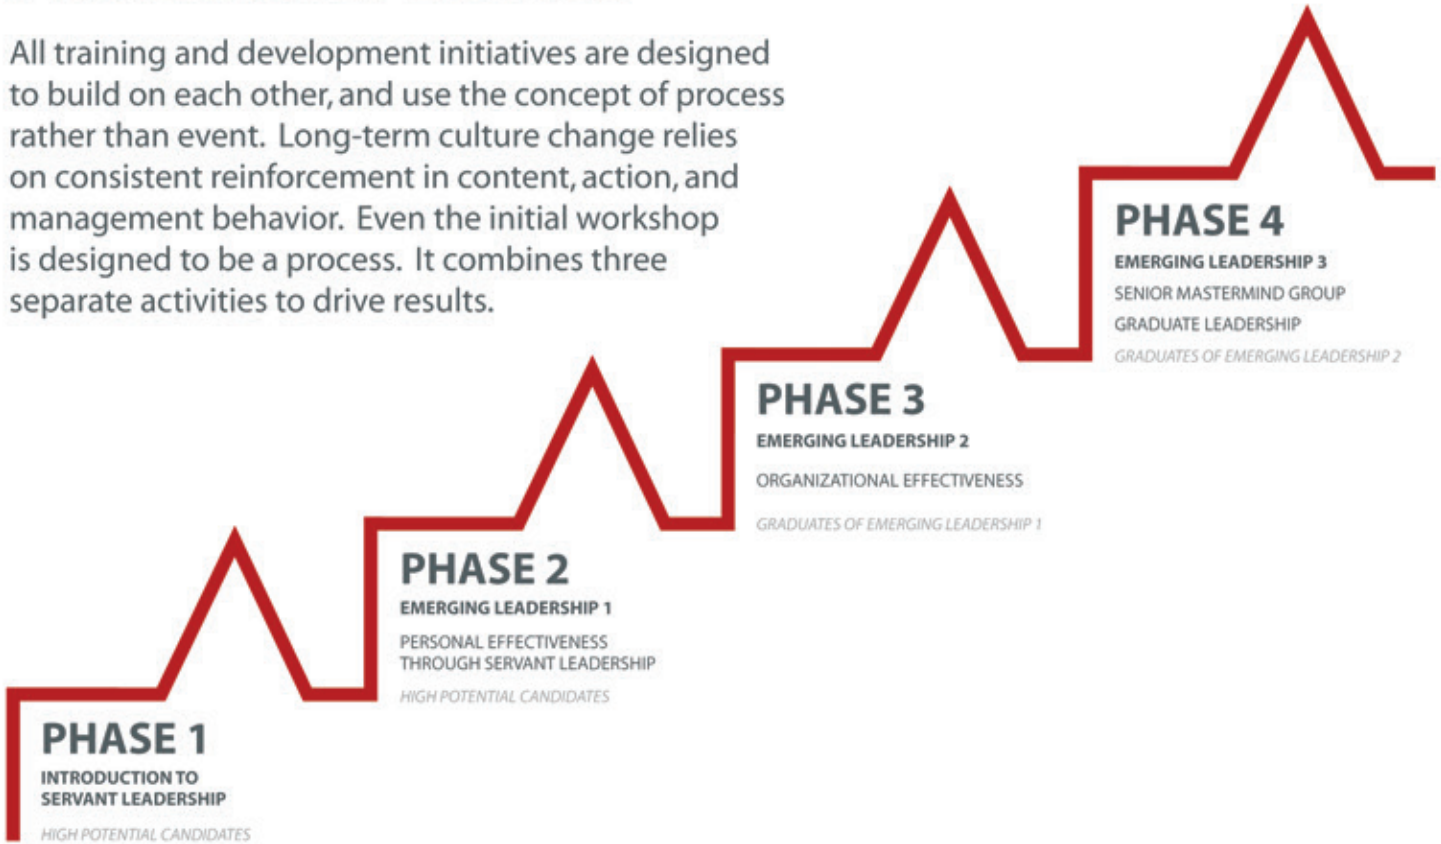 All training and development initiatives are designed
to build on each other, and use the concept of process
rather than event. Long-term culture change relies
on consistent reinforcement in content, action, and
management behavior. Even the initial workshop
is designed to be a process. It combines three
separate activities to drive results.
PHASE 1
INTRODUCTION TO
SERVANT LEADERSHIP
HIGH POTENTIAL CANDIDATES
PHASE 2
EMERGING LEADERSHIP 1
PERSONAL EFFECTIVENESS
THROUGH SERVANT LEADERSHIP
HIGH POTENTIAL CANDIDATES
PHASE 3
EMERGING LEADERSHIP 2
ORGANIZATIONAL EFFECTIVENESS
GRADUATES OF EMERGING LEADERSHIP 1
PHASE 4
EMERGING LEADERSHIP 3
SENIOR MASTERMIND GROUP
GRADUATE LEADERSHIP
GRADUATES OF EMERGING LEADERSHIP 2